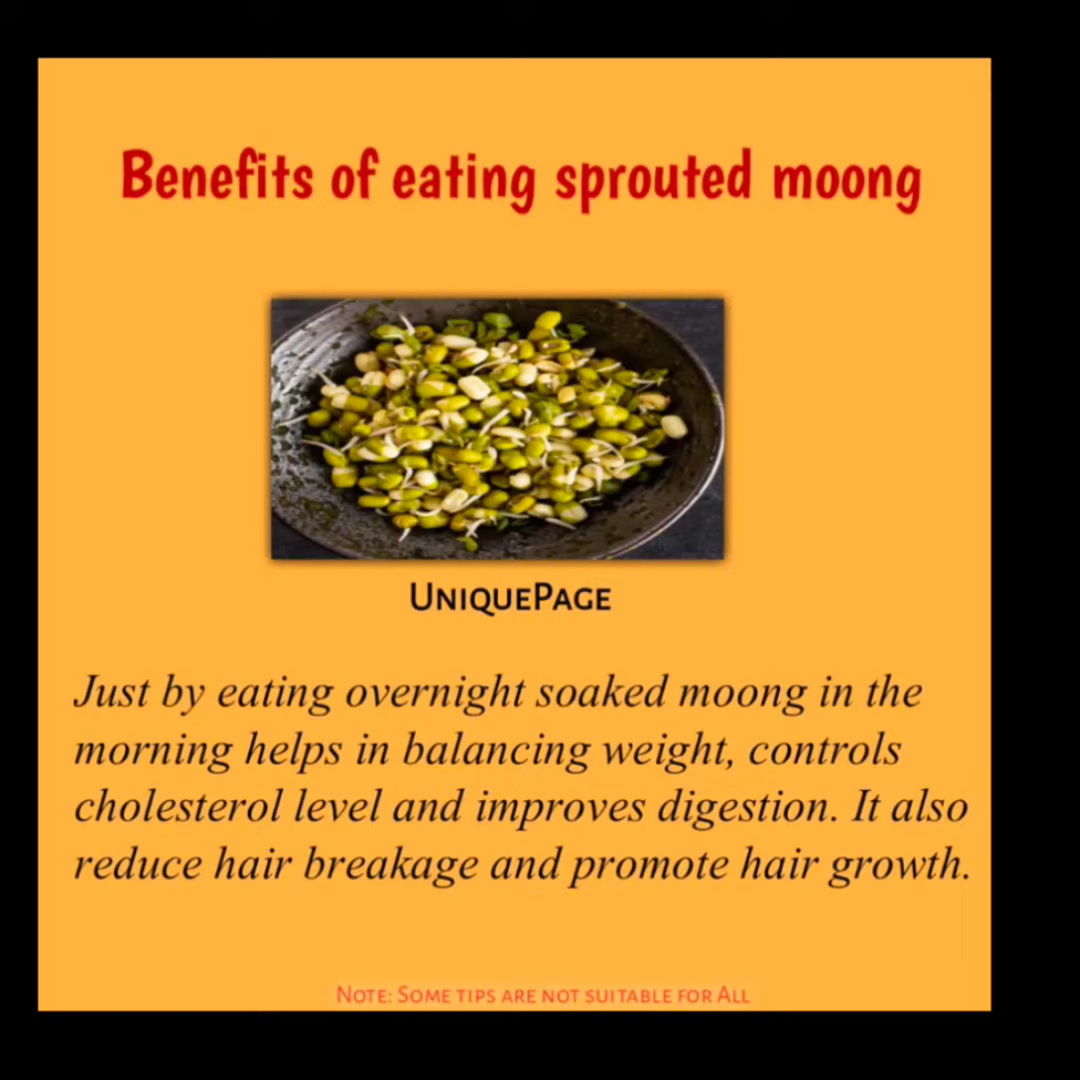 Benefits of eating sprouted moong
UniquePage
Just by eating overnight soaked moong in the
morning helps in balancing weight, controls
cholesterol level and improves digestion. It also
reduce hair breakage and promote hair growth.
Note: Some tips are not suitable for All